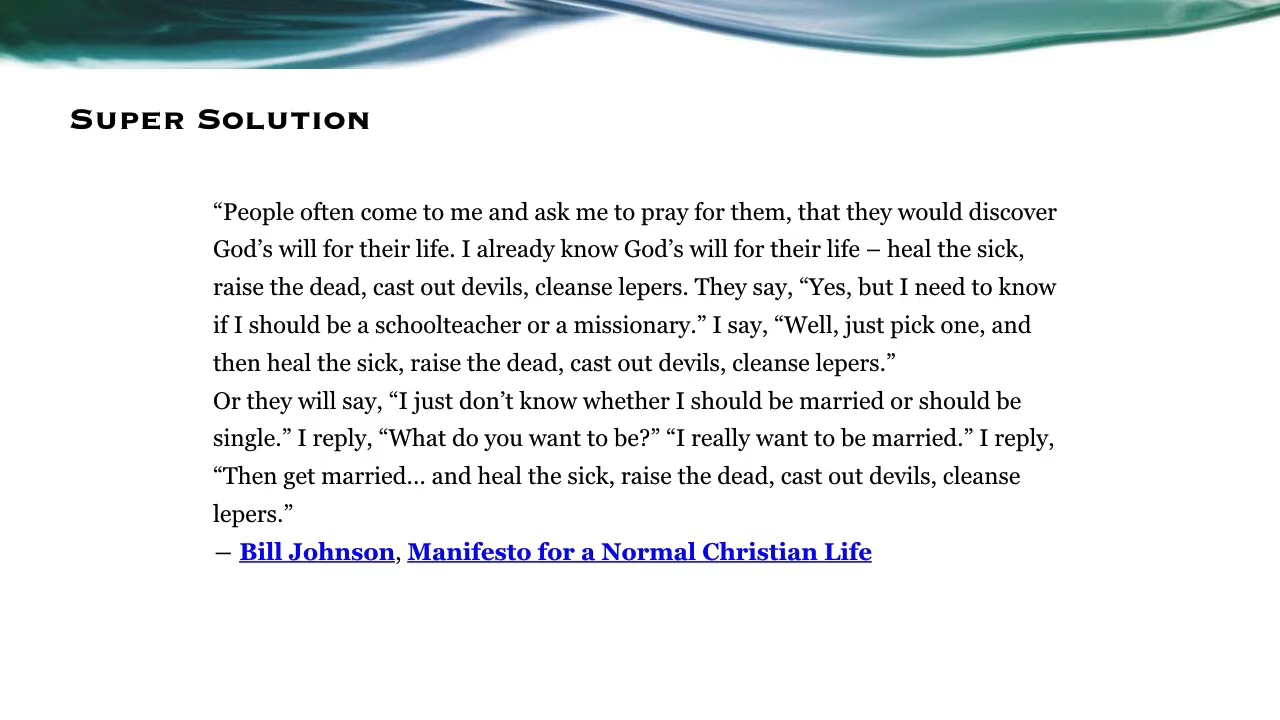 Super Solution
“People often come to me and ask me to pray for them, that they would discover
God’s will for their life. I already know God’s will for their life – heal the sick,
raise the dead, cast out devils, cleanse lepers. They say, “Yes, but I need to know
if I should be a schoolteacher or a missionary.” I say, “Well, just pick one, and
then heal the sick, raise the dead, cast out devils, cleanse lepers.”
Or they will say, “I just don’t know whether I should be married or should be
single.” I reply, “What do you want to be?” “I really want to be married.” I reply,
“Then get married… and heal the sick, raise the dead, cast out devils, cleanse
lepers.”
― Bill Johnson, Manifesto for a Normal Christian Life